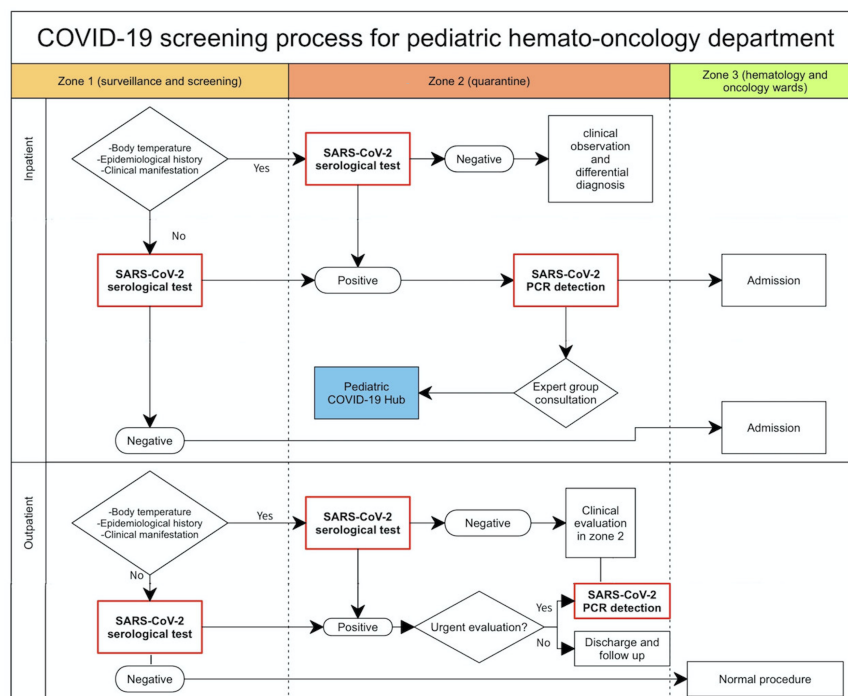 COVID-19 screening process for pediatric hemato-oncology department
Zone 1 (surveillance and screening)
Zone 2 (quarantine)
Zone 3 (hematology and
oncology wards)
Inpatient
-Body temperature
-Epidemiological history
-Clinical manifestation
Yes
SARS-CoV-2
serological test
Negative
clinical
observation
and
differential
diagnosis
No
SARS-CoV-2
serological test
Positive
SARS-CoV-2
PCR detection
Admission
Pediatric
COVID-19 Hub
Expert group
consultation
Negative
Admission
Outpatient
-Body temperature
-Epidemiological history
-Clinical manifestation
Yes
SARS-CoV-2
serological test
Negative
Clinical
evaluation
in zone 2
No
SARS-CoV-2
serological test
Positive
Urgent evaluation?
Yes
SARS-CoV-2
PCR detection
No
Discharge and
follow up
Negative
Normal procedure